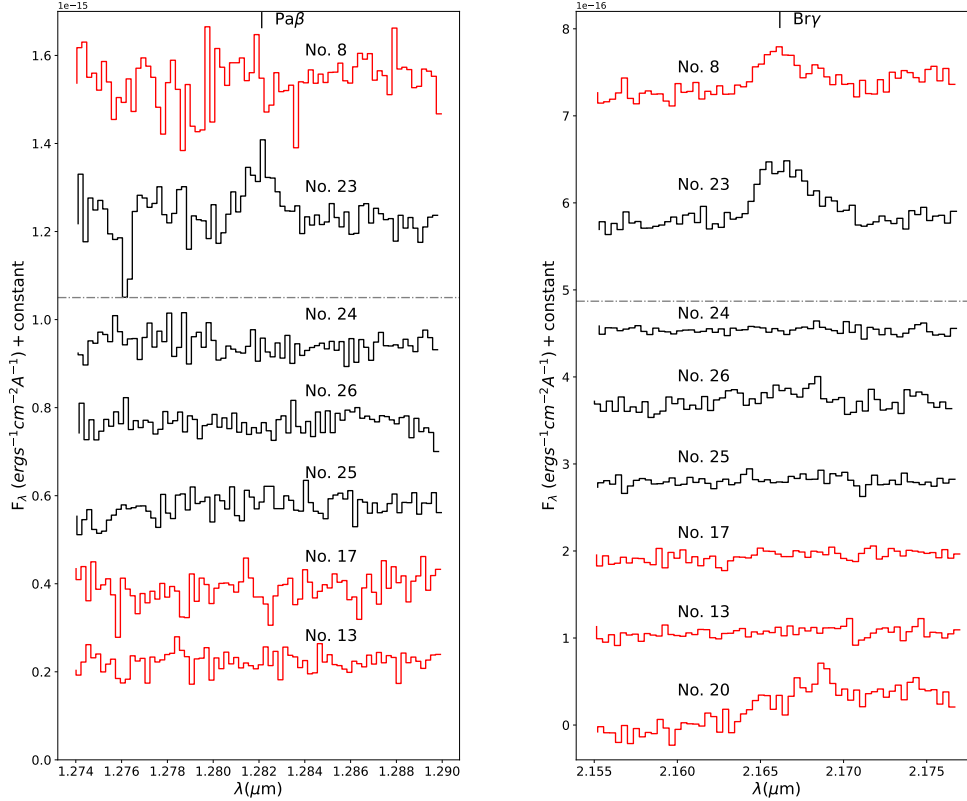 1e−15
Paβ
No. 8
No. 23
No. 24
No. 26
No. 25
No. 17
No. 13
1.6
1.4
1.2
1.0
0.8
0.6
0.4
0.2
0.0
F_λ (ergs^−1cm^−2A^−1) + constant
1.274 1.276 1.278 1.280 1.282 1.284 1.286 1.288 1.290
λ(μm)
1e−16
Brγ
No. 8
No. 23
No. 24
No. 26
No. 25
No. 17
No. 13
No. 20
8
7
6
5
4
3
2
1
0
F_λ (ergs^−1cm^−2A^−1) + constant
2.155 2.160 2.165 2.170 2.175
λ(μm)